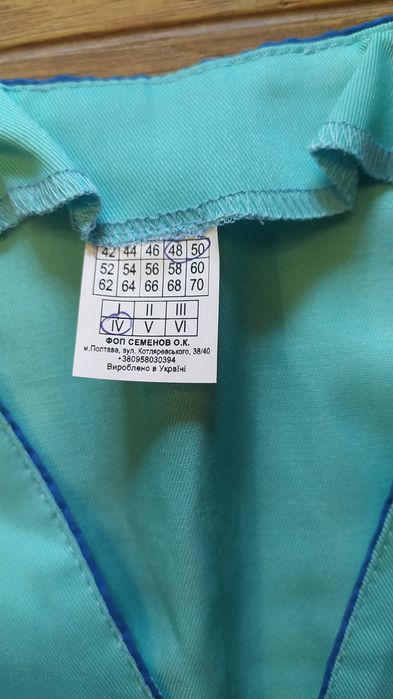 42 44 46 48 50
52 54 56 58 60
62 64 66 68 70
I II III
IV V VI
ФОП СЕМЕНОВ О.К.
м.Полтава, вул. Котляревського, 38/40
+380958030394
Вироблено в Україні